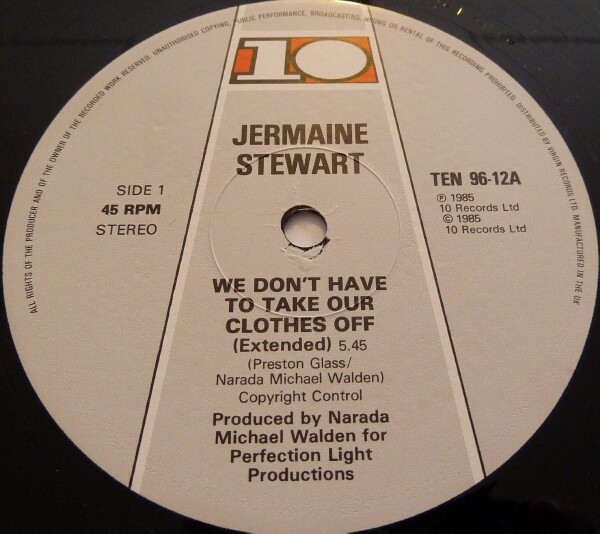 ALL RIGHTS OF THE PRODUCER AND OF THE OWNER OF THE RECORDED WORK RESERVED. UNAUTHORISED COPYING, PUBLIC PERFORMANCE, BROADCASTING, HIRING OR RENTAL OF THIS RECORDING PROHIBITED. DISTRIBUTED BY VIRGIN RECORDS LTD. MANUFACTURED IN THE UK
10
JERMAINE
STEWART
SIDE 1
45 RPM
STEREO
TEN 96-12A
℗ 1985
10 Records Ltd
© 1985
10 Records Ltd
WE DON'T HAVE
TO TAKE OUR
CLOTHES OFF
(Extended) 5.45
(Preston Glass/
Narada Michael Walden)
Copyright Control
Produced by Narada
Michael Walden for
Perfection Light
Productions